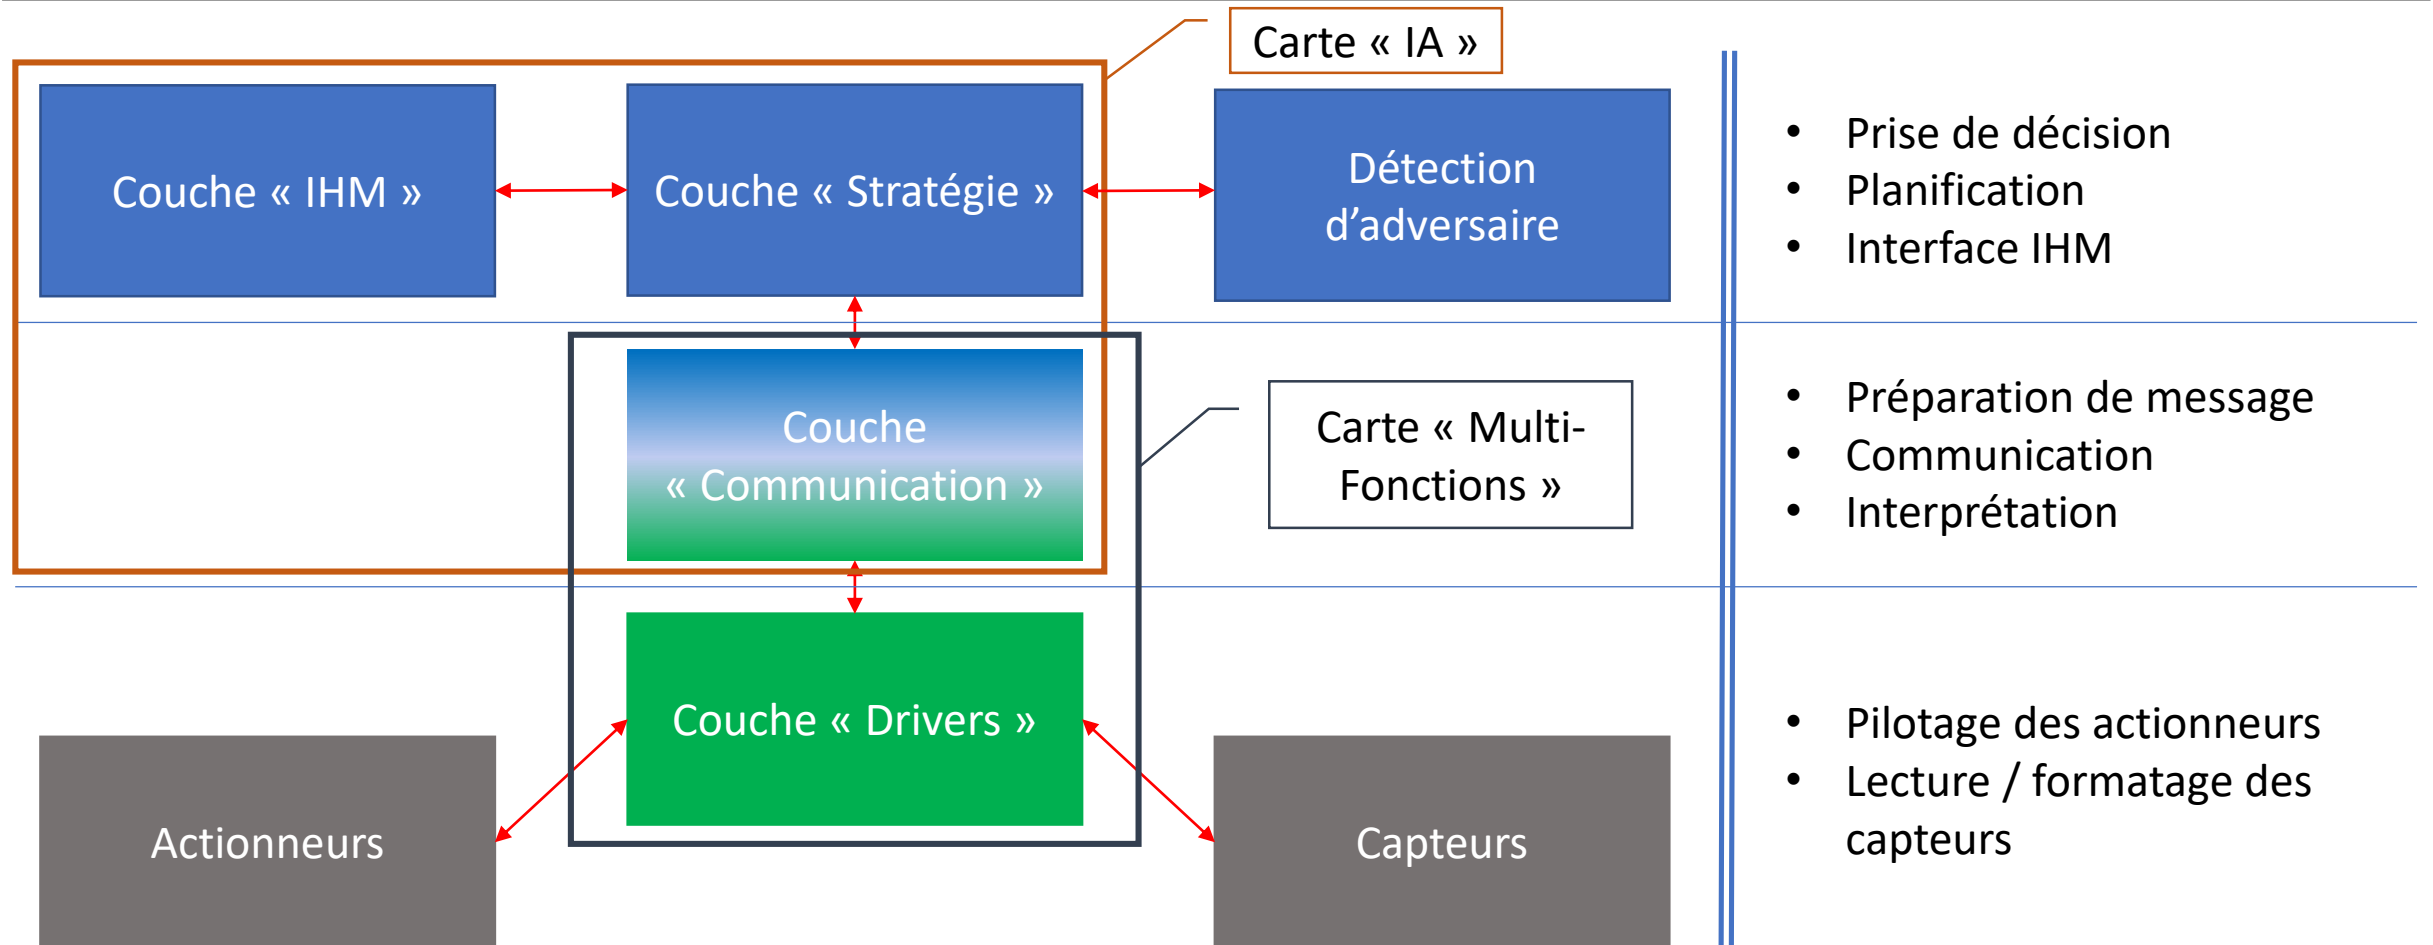 Carte « IA »
Couche « IHM »
Couche « Stratégie »
Détection
d’adversaire
• Prise de décision
• Planification
• Interface IHM
Couche
« Communication »
Carte « Multi-
Fonctions »
• Préparation de message
• Communication
• Interprétation
Couche « Drivers »
Actionneurs
Capteurs
• Pilotage des actionneurs
• Lecture / formatage des
capteurs